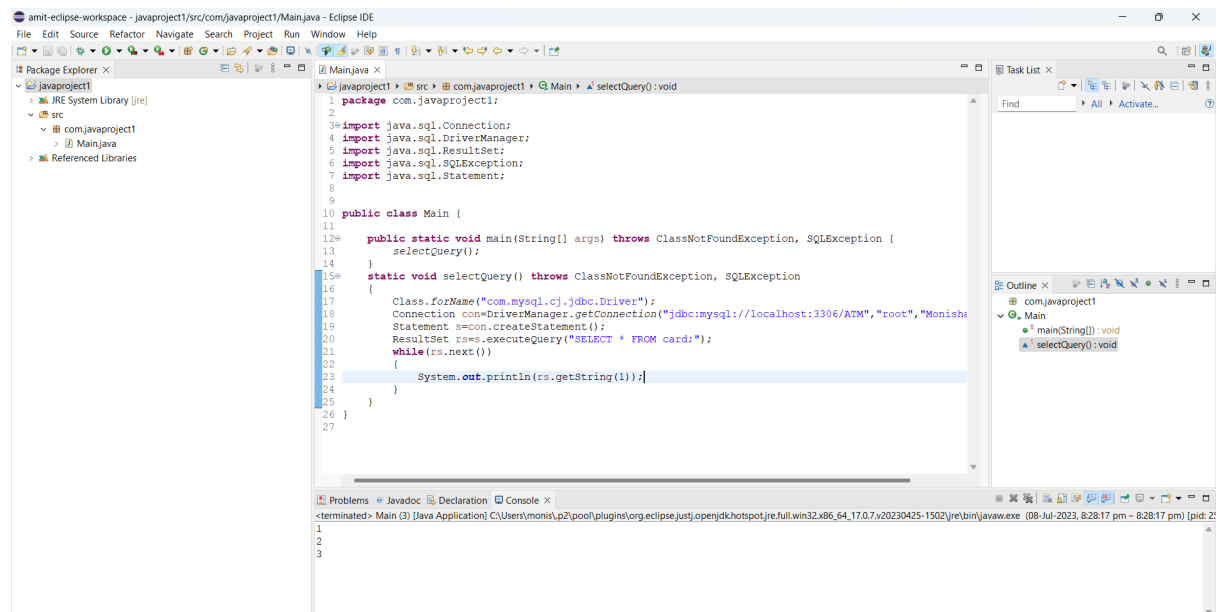 amit-eclipse-workspace - javaproject1/src/com/javaproject1/Main.java - Eclipse IDE
File Edit Source Refactor Navigate Search Project Run Window Help
Package Explorer
javaproject1
JRE System Library [jre]
src
com.javaproject1
Main.java
Referenced Libraries
Main.java
javaproject1 src com.javaproject1 Main selectQuery() : void
1 package com.javaproject1;
2
3 import java.sql.Connection;
4 import java.sql.DriverManager;
5 import java.sql.ResultSet;
6 import java.sql.SQLException;
7 import java.sql.Statement;
8
9
10 public class Main {
11
12 public static void main(String[] args) throws ClassNotFoundException, SQLException {
13 selectQuery();
14 }
15 static void selectQuery() throws ClassNotFoundException, SQLException
16 {
17 Class.forName("com.mysql.cj.jdbc.Driver");
18 Connection con=DriverManager.getConnection("jdbc:mysql://localhost:3306/ATM","root","Monisha
19 Statement s=con.createStatement();
20 ResultSet rs=s.executeQuery("SELECT * FROM card;");
21 while(rs.next())
22 {
23 System.out.println(rs.getString(1));
24 }
25 }
26 }
27
Task List
Find All Activate...
Outline
com.javaproject1
Main
main(String[]) : void
selectQuery() : void
Problems Javadoc Declaration Console
<terminated> Main (3) [Java Application] C:\Users\monis\.p2\pool\plugins\org.eclipse.justj.openjdk.hotspot.jre.full.win32.x86_64_17.0.7.v20230425-1502\jre\bin\javaw.exe (08-Jul-2023, 8:28:17 pm – 8:28:17 pm) [pid: 25
1
2
3